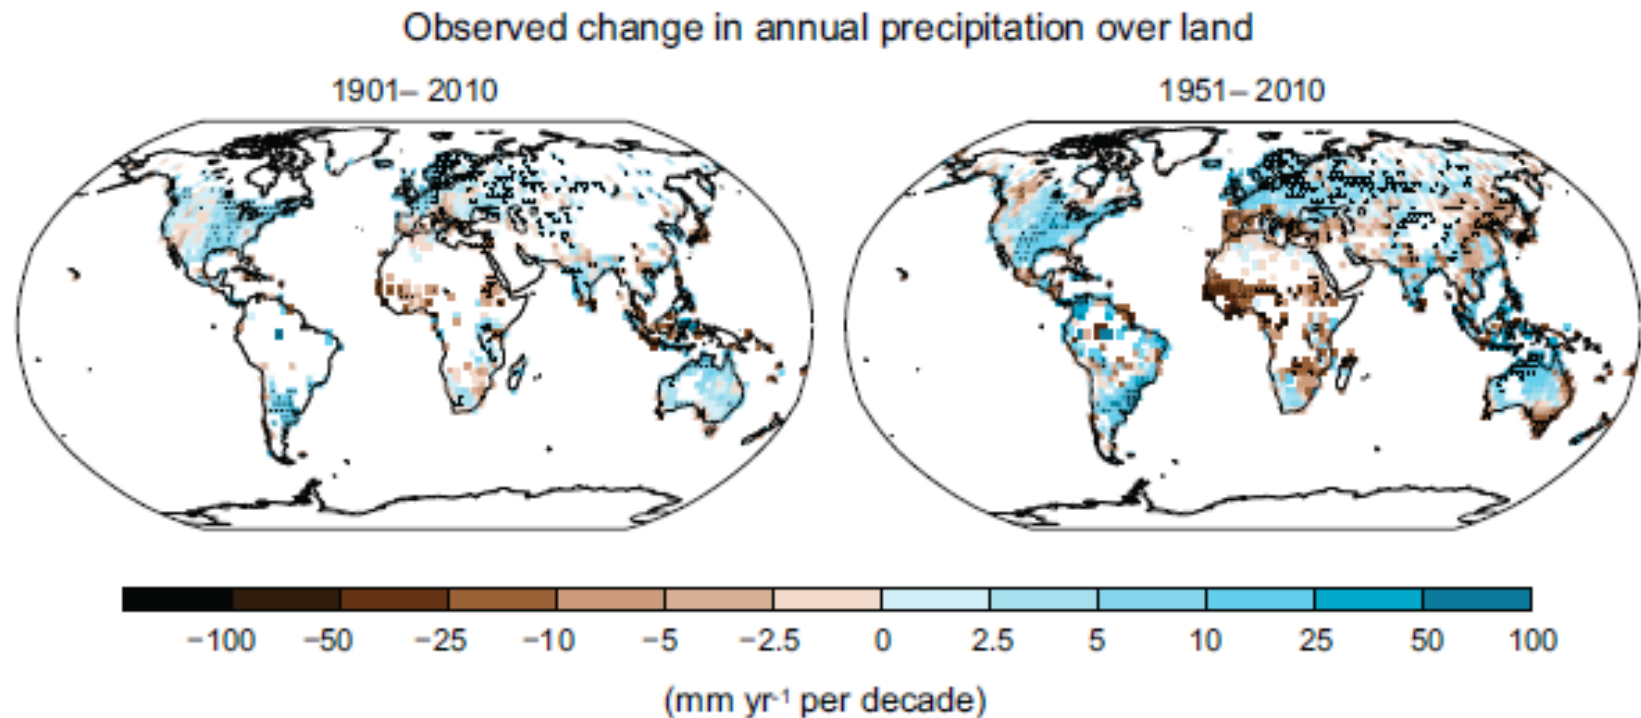 Observed change in annual precipitation over land
1901– 2010
1951– 2010
−100 −50 −25 −10 −5 −2.5 0 2.5 5 10 25 50 100
(mm yr⁻¹ per decade)